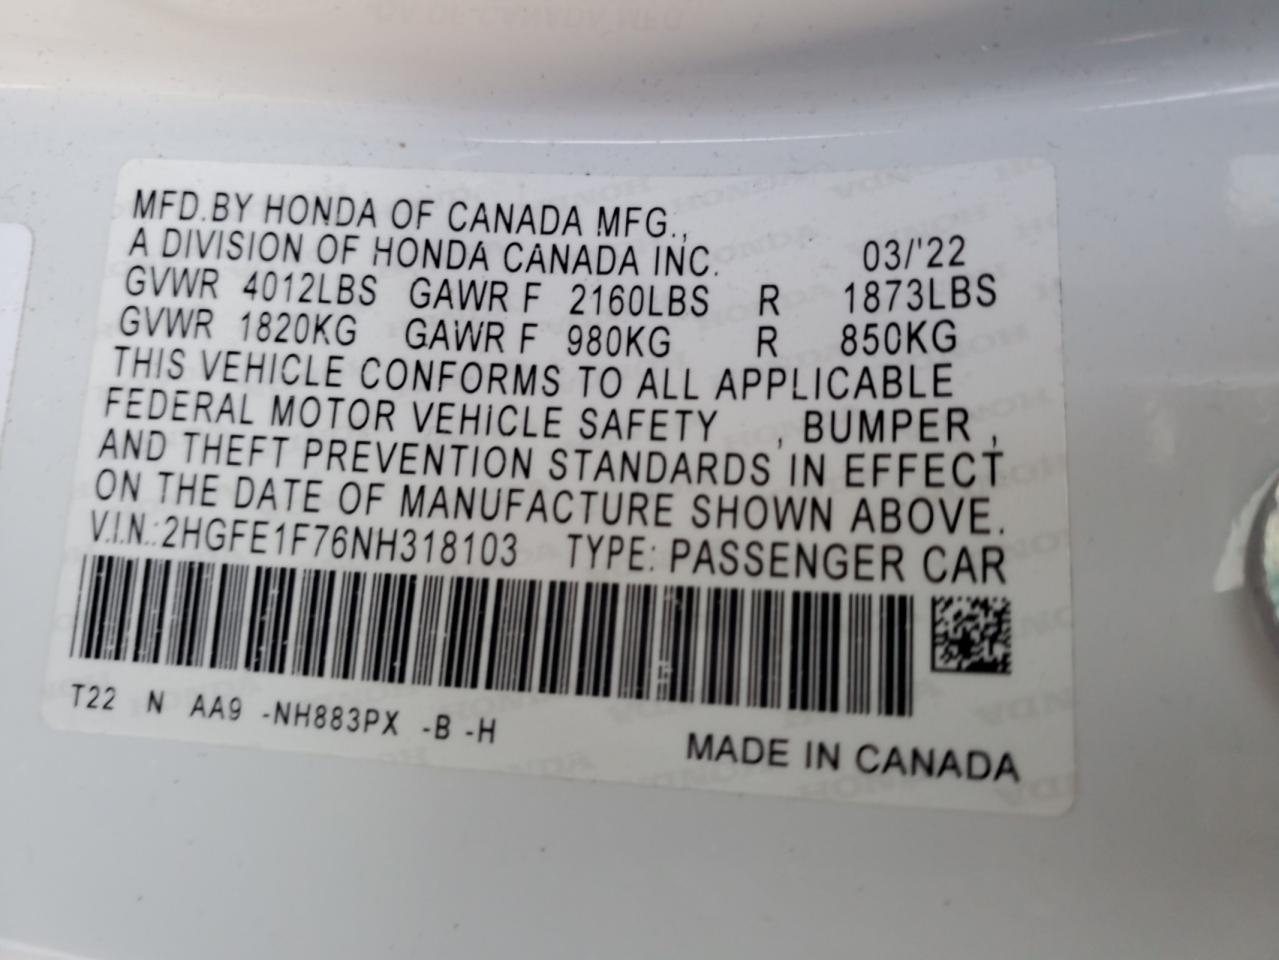 MFD.BY HONDA OF CANADA MFG.,
A DIVISION OF HONDA CANADA INC. 03/'22
GVWR 4012LBS GAWR F 2160LBS R 1873LBS
GVWR 1820KG GAWR F 980KG R 850KG
THIS VEHICLE CONFORMS TO ALL APPLICABLE
FEDERAL MOTOR VEHICLE SAFETY , BUMPER ,
AND THEFT PREVENTION STANDARDS IN EFFECT
ON THE DATE OF MANUFACTURE SHOWN ABOVE.
V.I.N.:2HGFE1F76NH318103 TYPE: PASSENGER CAR
T22 N AA9 -NH883PX -B -H
MADE IN CANADA